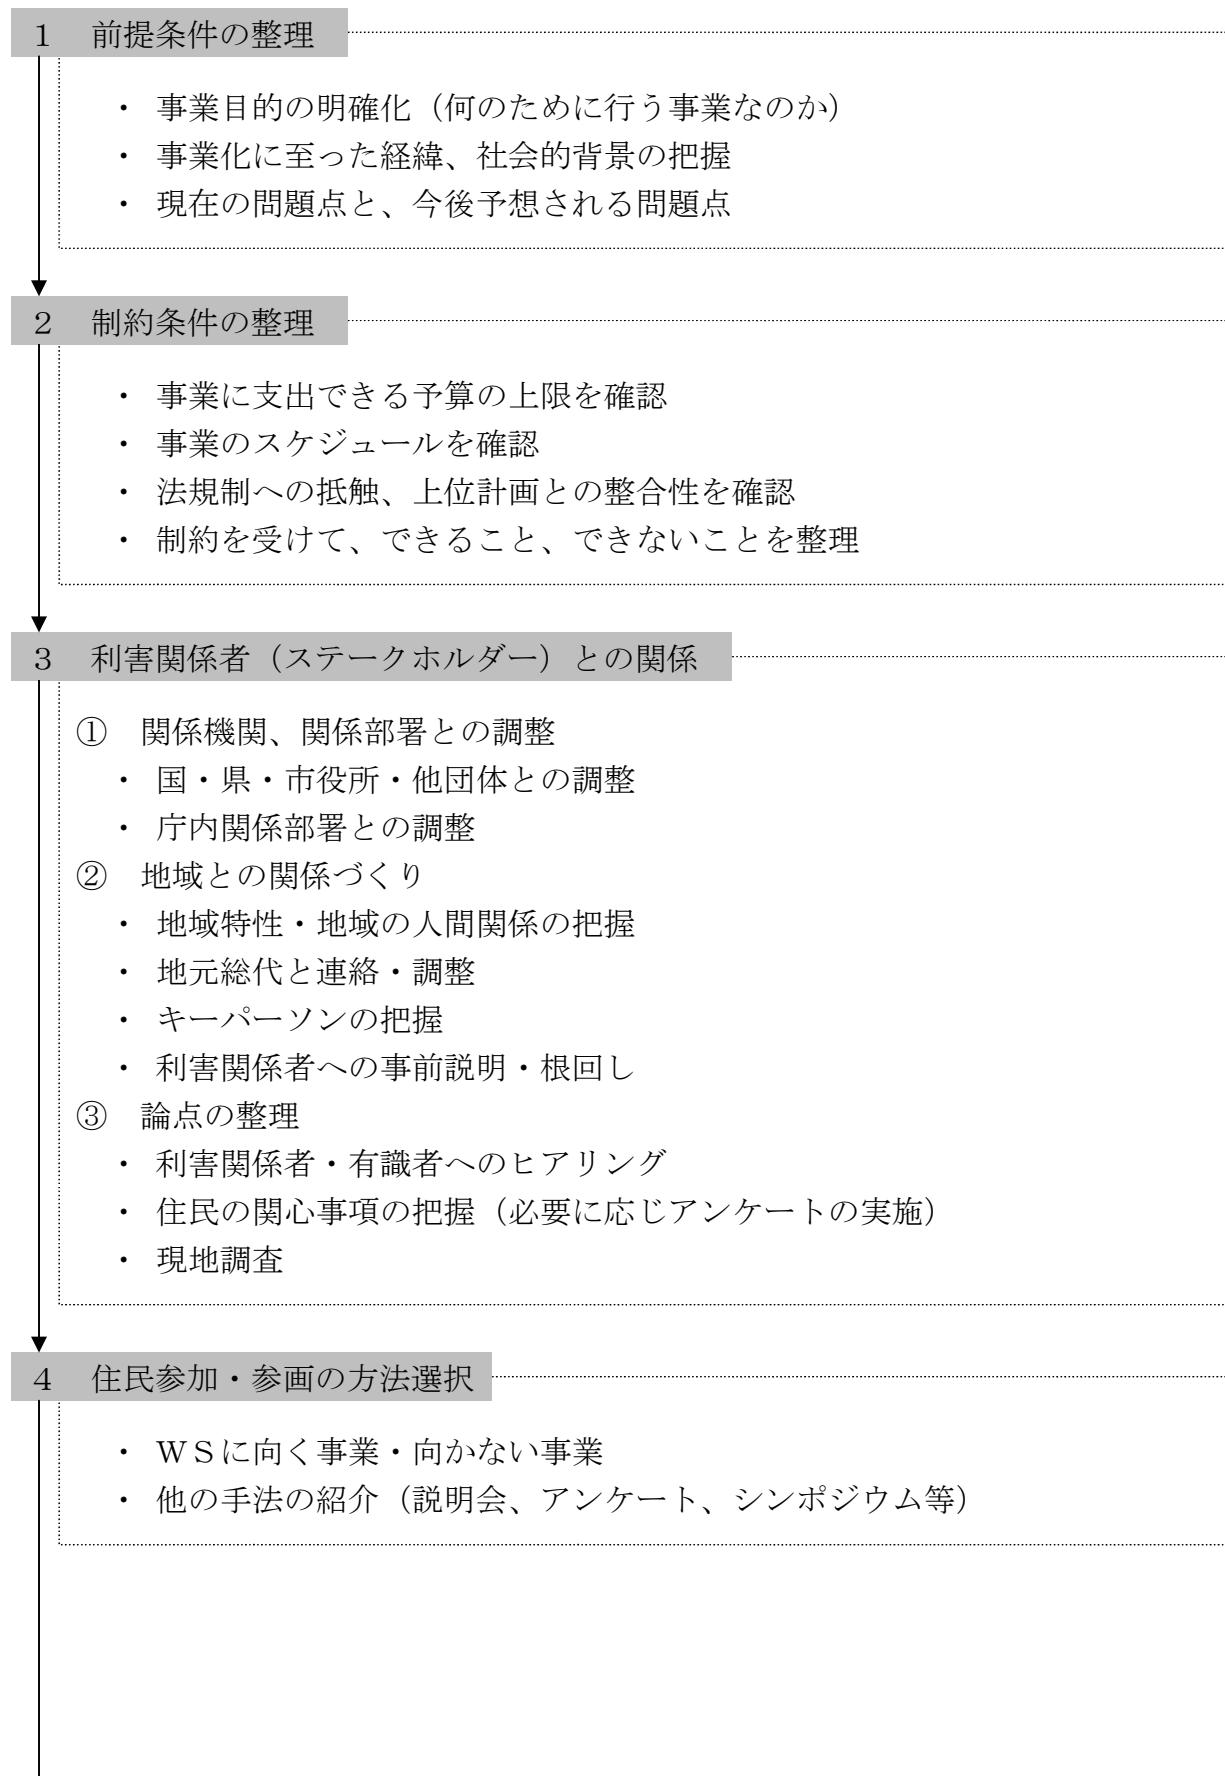 １　前提条件の整理
・ 事業目的の明確化（何のために行う事業なのか）
・ 事業化に至った経緯、社会的背景の把握
・ 現在の問題点と、今後予想される問題点
２　制約条件の整理
・ 事業に支出できる予算の上限を確認
・ 事業のスケジュールを確認
・ 法規制への抵触、上位計画との整合性を確認
・ 制約を受けて、できること、できないことを整理
３　利害関係者（ステークホルダー）との関係
①　関係機関、関係部署との調整
・ 国・県・市役所・他団体との調整
・ 庁内関係部署との調整
②　地域との関係づくり
・ 地域特性・地域の人間関係の把握
・ 地元総代と連絡・調整
・ キーパーソンの把握
・ 利害関係者への事前説明・根回し
③　論点の整理
・ 利害関係者・有識者へのヒアリング
・ 住民の関心事項の把握（必要に応じアンケートの実施）
・ 現地調査
４　住民参加・参画の方法選択
・ ＷＳに向く事業・向かない事業
・ 他の手法の紹介（説明会、アンケート、シンポジウム等）